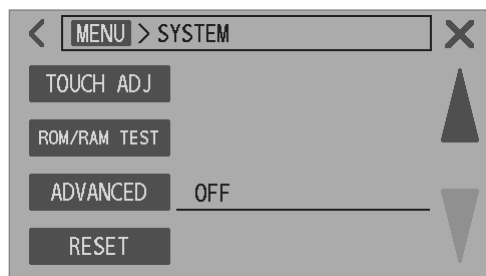 MENU > SYSTEM
TOUCH ADJ
ROM/RAM TEST
ADVANCED OFF
RESET